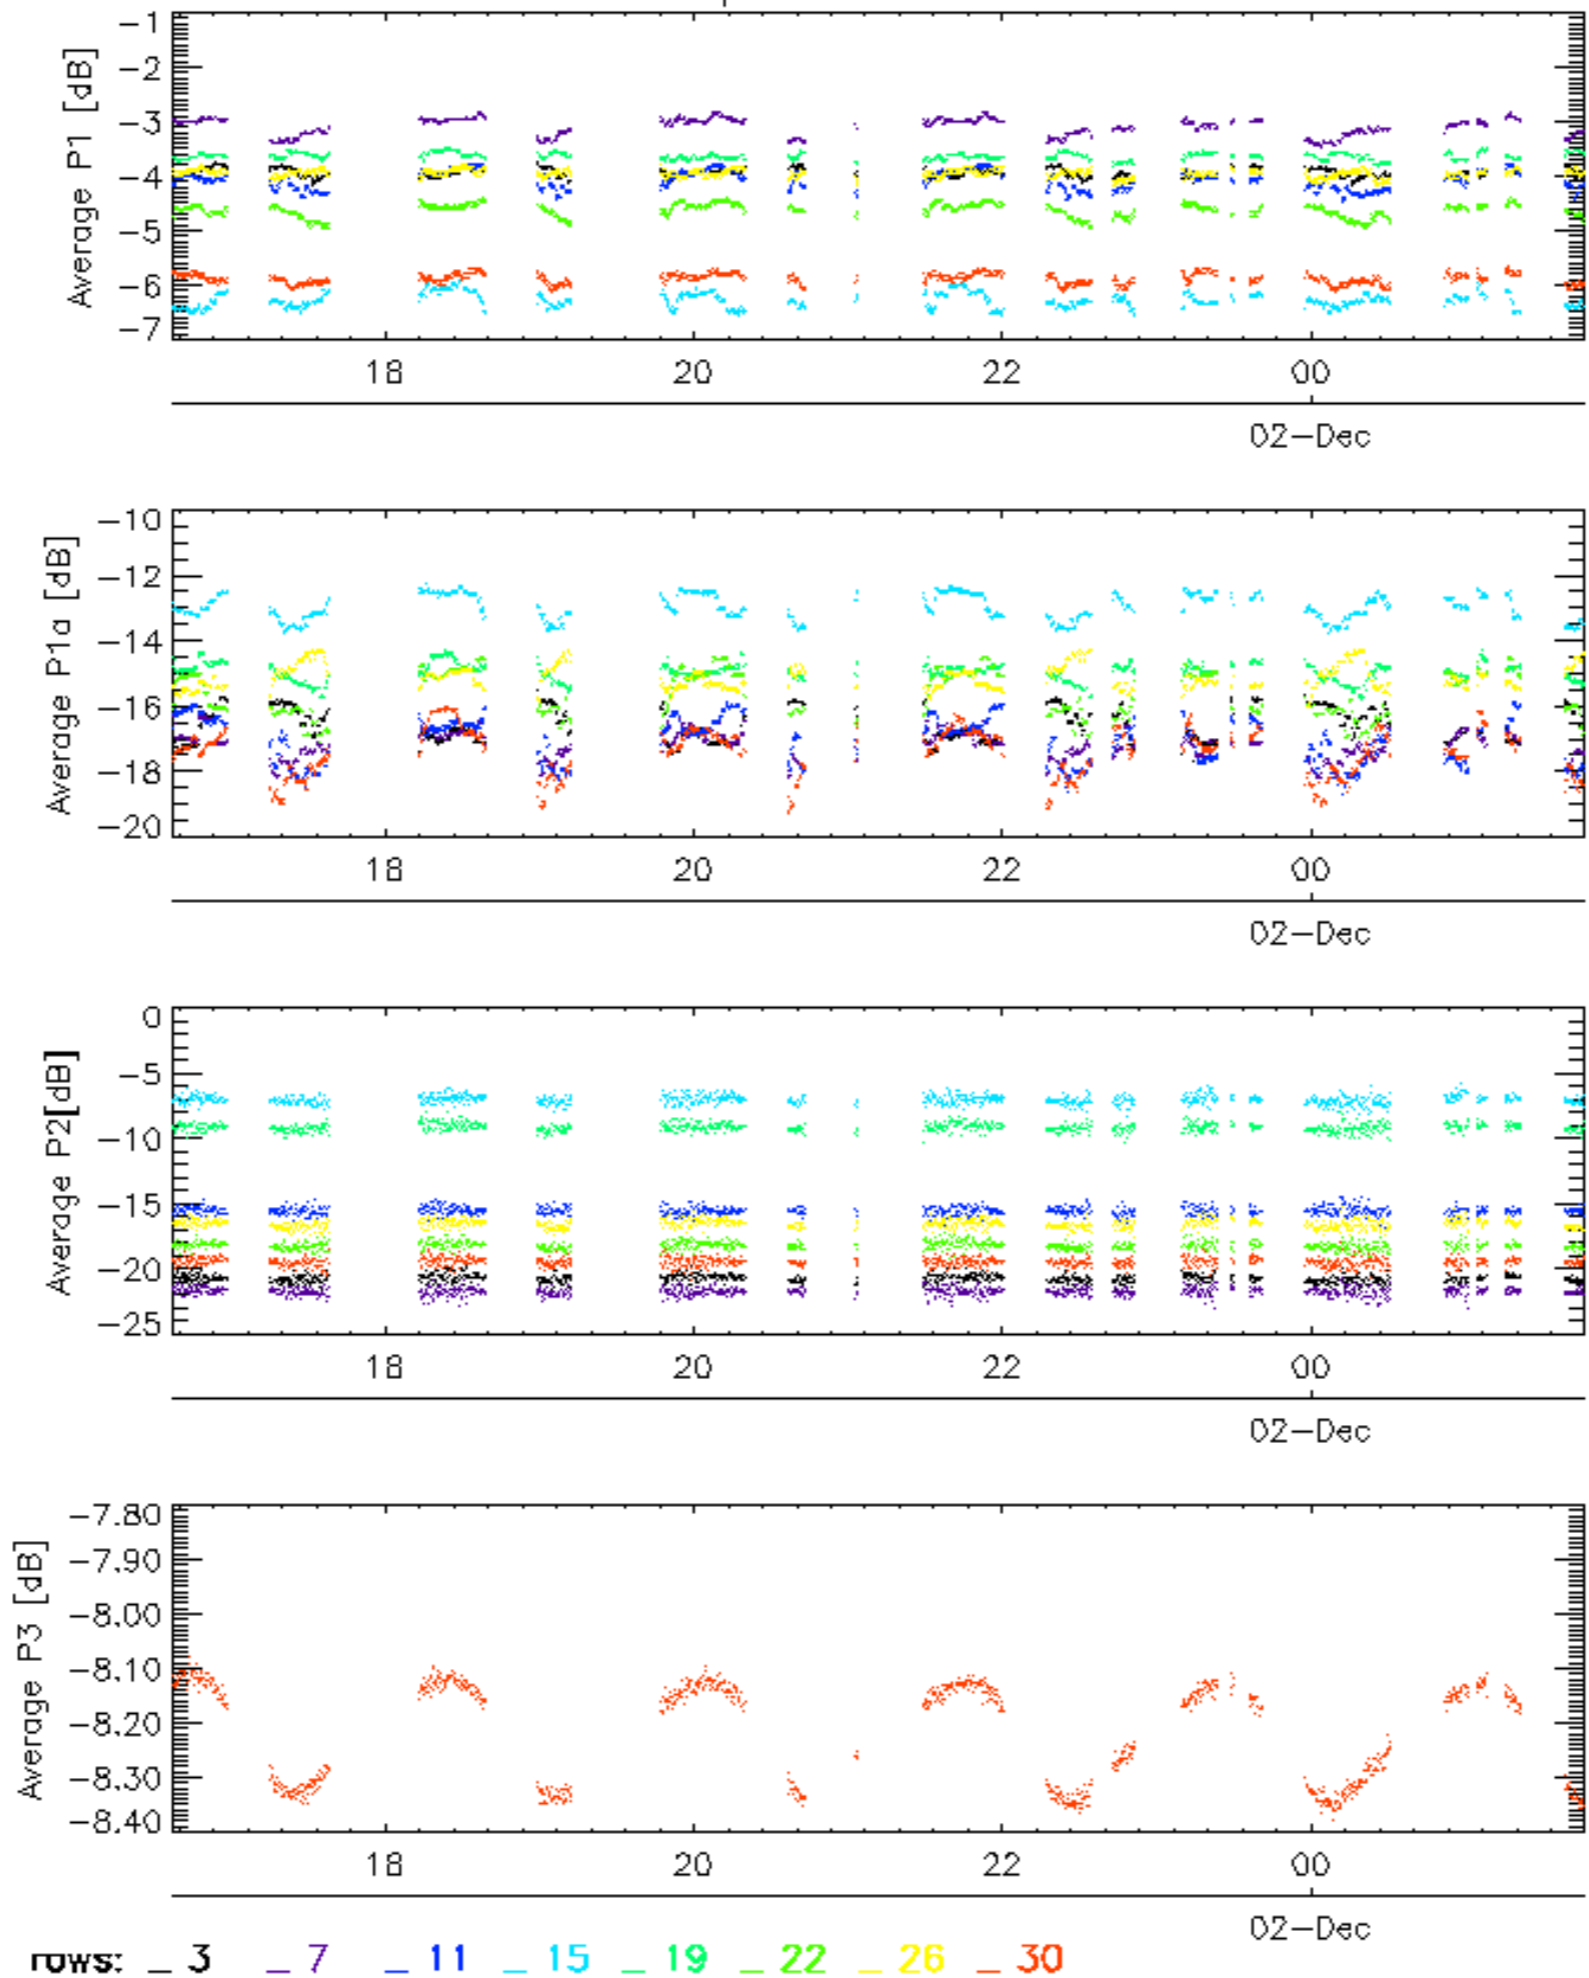 Average P1 [dB]
-1
-2
-3
-4
-5
-6
-7
18 20 22 00
02-Dec
Average P1a [dB]
-10
-12
-14
-16
-18
-20
18 20 22 00
02-Dec
Average P2[dB]
0
-5
-10
-15
-20
-25
18 20 22 00
02-Dec
Average P3 [dB]
-7.80
-7.90
-8.00
-8.10
-8.20
-8.30
-8.40
18 20 22 00
02-Dec
rows: _ 3 _ 7 _ 11 _ 15 _ 19 _ 22 _ 26 _ 30